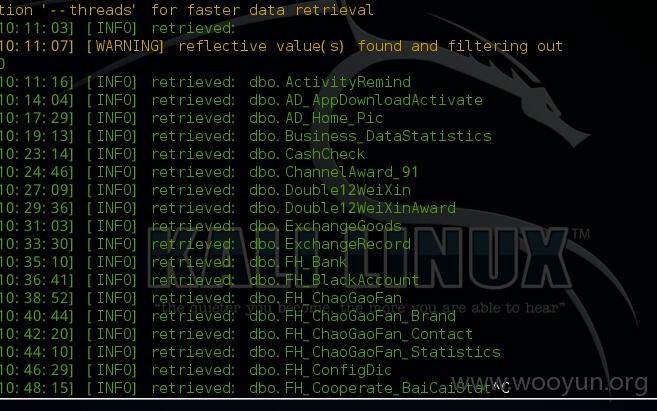 tion '--threads' for faster data retrieval
10:11:03] [INFO] retrieved:
10:11:07] [WARNING] reflective value(s) found and filtering out
0
10:11:16] [INFO] retrieved: dbo.ActivityRemind
10:14:04] [INFO] retrieved: dbo.AD_AppDownloadActivate
10:17:29] [INFO] retrieved: dbo.AD_Home_Pic
10:19:13] [INFO] retrieved: dbo.Business_DataStatistics
10:23:14] [INFO] retrieved: dbo.CashCheck
10:24:46] [INFO] retrieved: dbo.ChannelAward_91
10:27:09] [INFO] retrieved: dbo.Double12WeiXin
10:29:36] [INFO] retrieved: dbo.Double12WeiXinAward
10:31:03] [INFO] retrieved: dbo.ExchangeGoods
10:33:30] [INFO] retrieved: dbo.ExchangeRecord
10:35:10] [INFO] retrieved: dbo.FH_Bank
10:36:41] [INFO] retrieved: dbo.FH_BlackAccount
10:38:52] [INFO] retrieved: dbo.FH_ChaoGaoFan
10:40:44] [INFO] retrieved: dbo.FH_ChaoGaoFan_Brand
10:42:20] [INFO] retrieved: dbo.FH_ChaoGaoFan_Contact
10:44:10] [INFO] retrieved: dbo.FH_ChaoGaoFan_Statistics
10:46:29] [INFO] retrieved: dbo.FH_ConfigDic
10:48:15] [INFO] retrieved: dbo.FH_Cooperate_BaiCaiStat^C
KALI LINUX™
"the quieter you become, the more you are able to hear"
www.wooyun.org